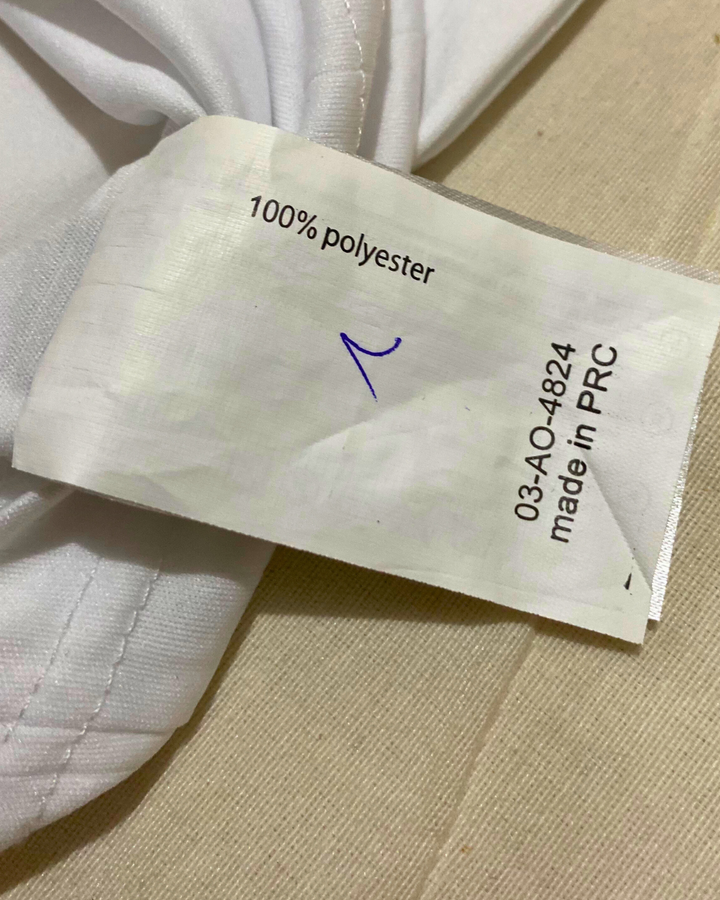 100% polyester
03-AO-4824
made in PRC